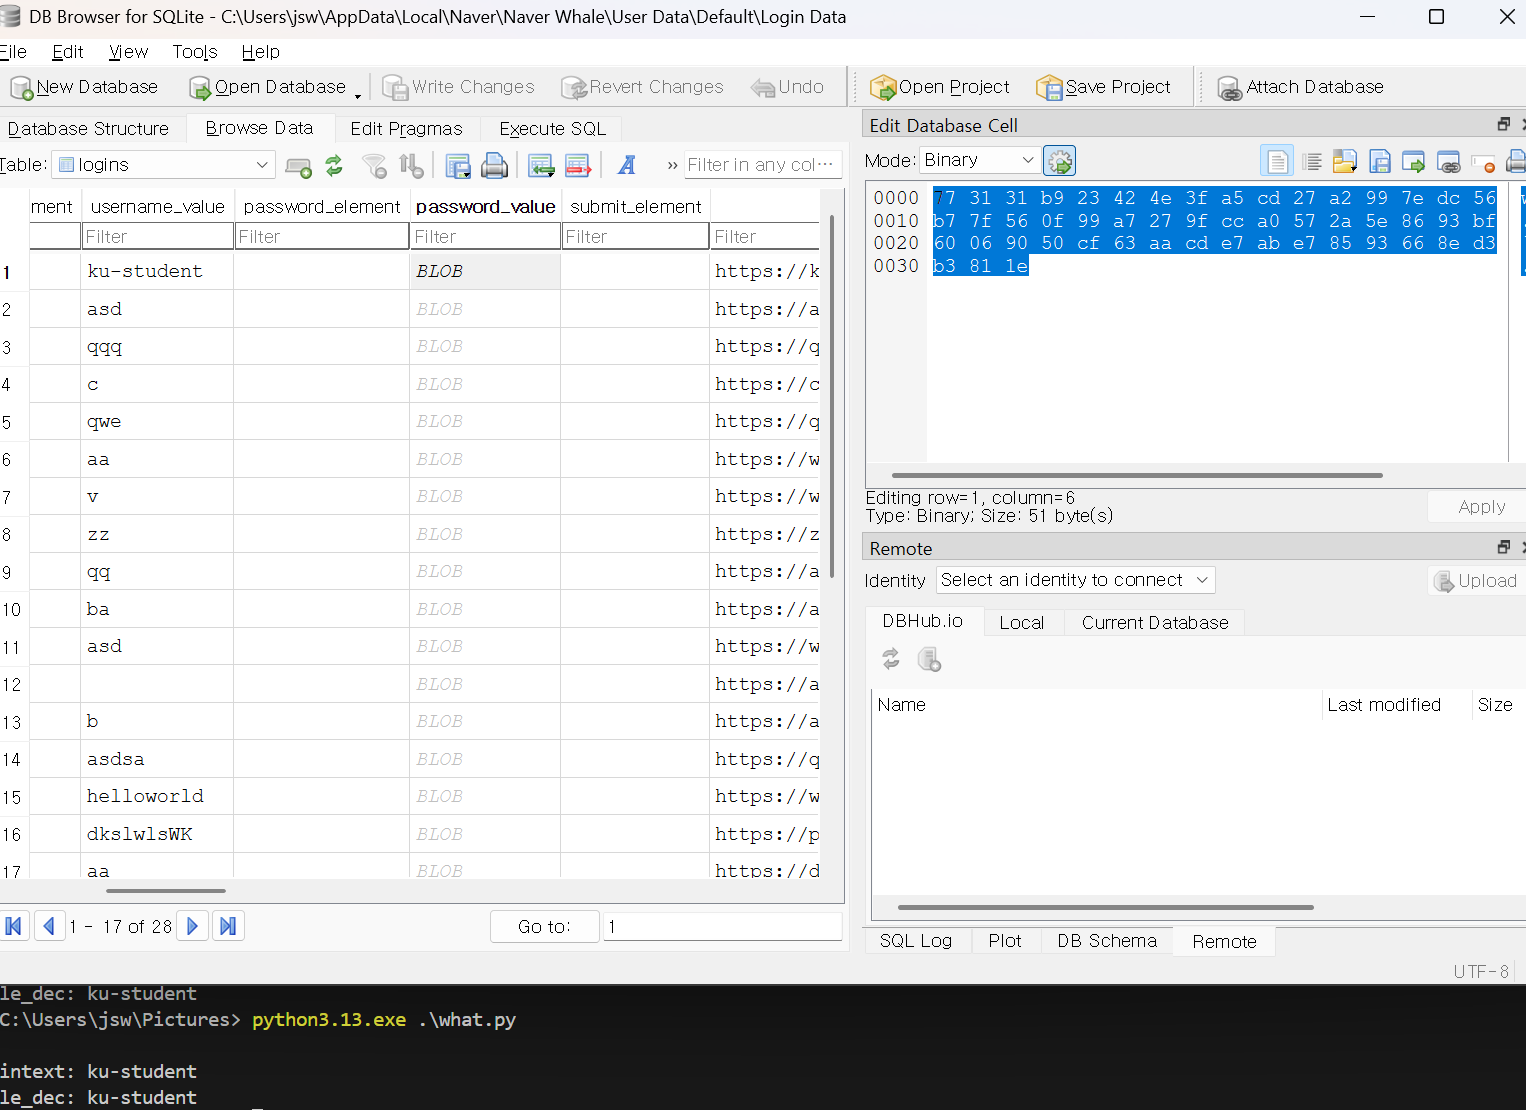 DB Browser for SQLite - C:\Users\jsw\AppData\Local\Naver\Naver Whale\User Data\Default\Login Data
File Edit View Tools Help
New Database Open Database Write Changes Revert Changes Undo Open Project Save Project Attach Database
Database Structure Browse Data Edit Pragmas Execute SQL
Table: logins » Filter in any col···
ment username_value password_element password_value submit_element
Filter Filter Filter Filter Filter
1 ku-student BLOB https://k
2 asd BLOB https://a
3 qqq BLOB https://q
4 c BLOB https://c
5 qwe BLOB https://q
6 aa BLOB https://w
7 v BLOB https://w
8 zz BLOB https://z
9 qq BLOB https://a
10 ba BLOB https://a
11 asd BLOB https://w
12 BLOB https://a
13 b BLOB https://a
14 asdsa BLOB https://q
15 helloworld BLOB https://w
16 dkslwlsWK BLOB https://p
17 aa BLOB https://d
1 - 17 of 28 Go to: 1
Edit Database Cell
Mode: Binary
0000 77 31 31 b9 23 42 4e 3f a5 cd 27 a2 99 7e dc 56
0010 b7 7f 56 0f 99 a7 27 9f cc a0 57 2a 5e 86 93 bf
0020 60 06 90 50 cf 63 aa cd e7 ab e7 85 93 66 8e d3
0030 b3 81 1e
Editing row=1, column=6
Type: Binary; Size: 51 byte(s)
Apply
Remote
Identity Select an identity to connect Upload
DBHub.io Local Current Database
Name Last modified Size
SQL Log Plot DB Schema Remote
UTF-8
le_dec: ku-student
C:\Users\jsw\Pictures> python3.13.exe .\what.py
intext: ku-student
le_dec: ku-student